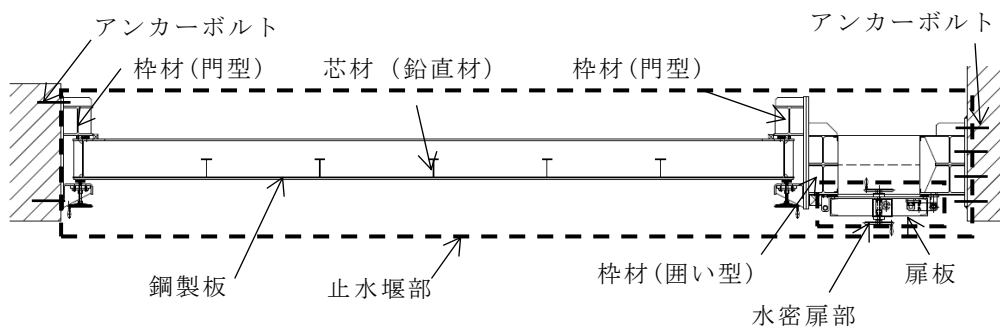 アンカーボルト
アンカーボルト
枠材(門型)
芯材（鉛直材）
枠材(門型)
鋼製板
止水堰部
枠材(囲い型)
扉板
水密扉部